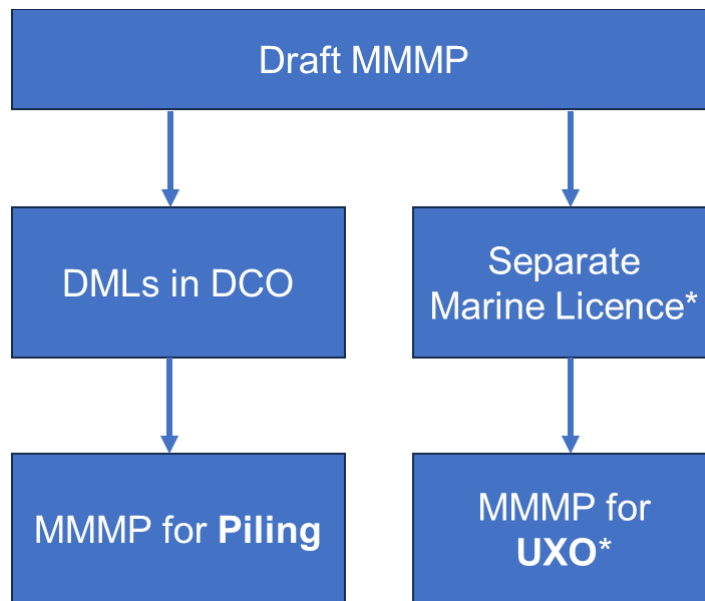 Draft MMMP
DMLs in DCO
Separate
Marine Licence*
MMMP for Piling
MMMP for
UXO*